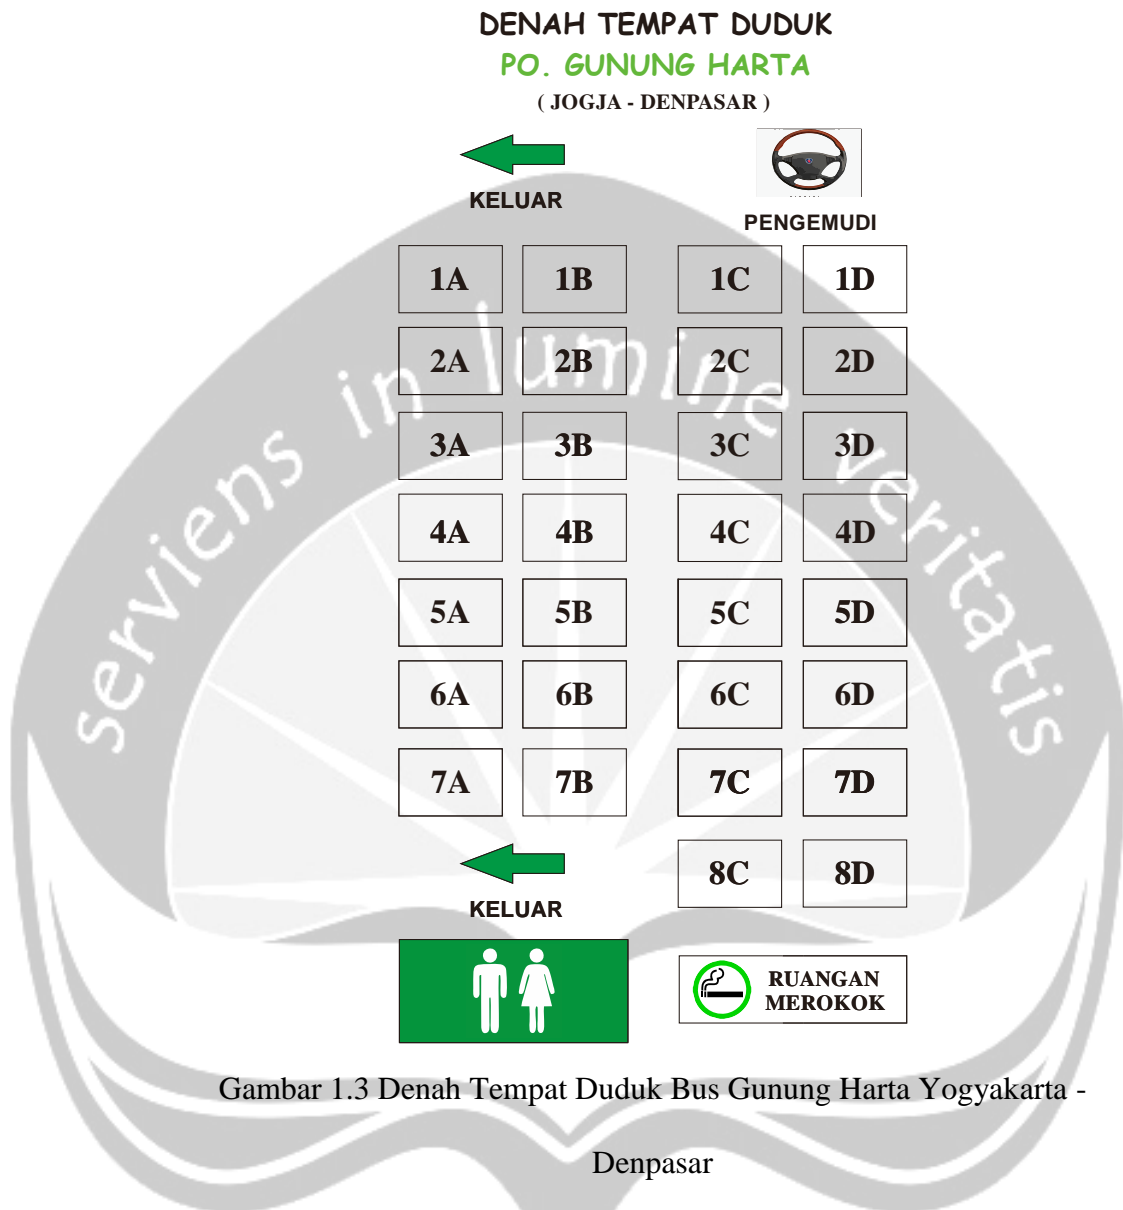 DENAH TEMPAT DUDUK
PO. GUNUNG HARTA
( JOGJA - DENPASAR )
KELUAR
PENGEMUDI
1A 1B 1C 1D
2A 2B 2C 2D
3A 3B 3C 3D
4A 4B 4C 4D
5A 5B 5C 5D
6A 6B 6C 6D
7A 7B 7C 7D
8C 8D
KELUAR
RUANGAN
MEROKOK
Gambar 1.3 Denah Tempat Duduk Bus Gunung Harta Yogyakarta -
Denpasar
serviens in lumine veritatis